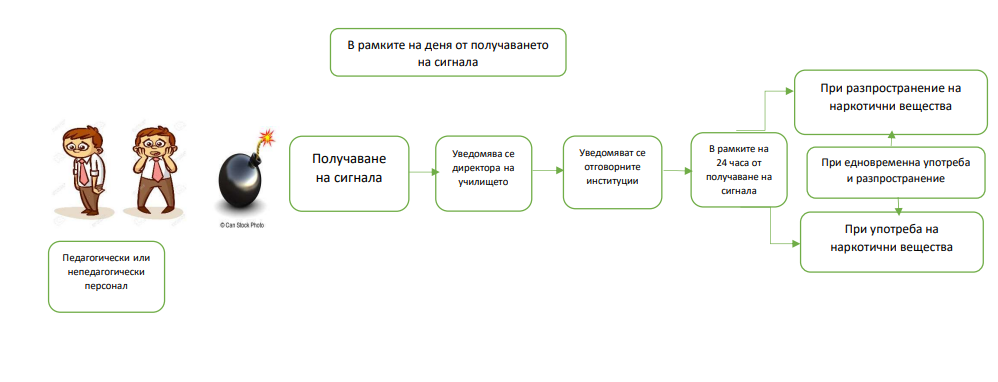 В рамките на деня от получаването
на сигнала
Получаване
на сигнала
Уведомява се
директора на
училището
Уведомяват се
отговорните
институции
В рамките на
24 часа от
получаване на
сигнала
При разпространение на
наркотични вещества
При едновременна употреба
и разпространение
При употреба на
наркотични вещества
© Can Stock Photo
Педагогически или
непедагогически
персонал